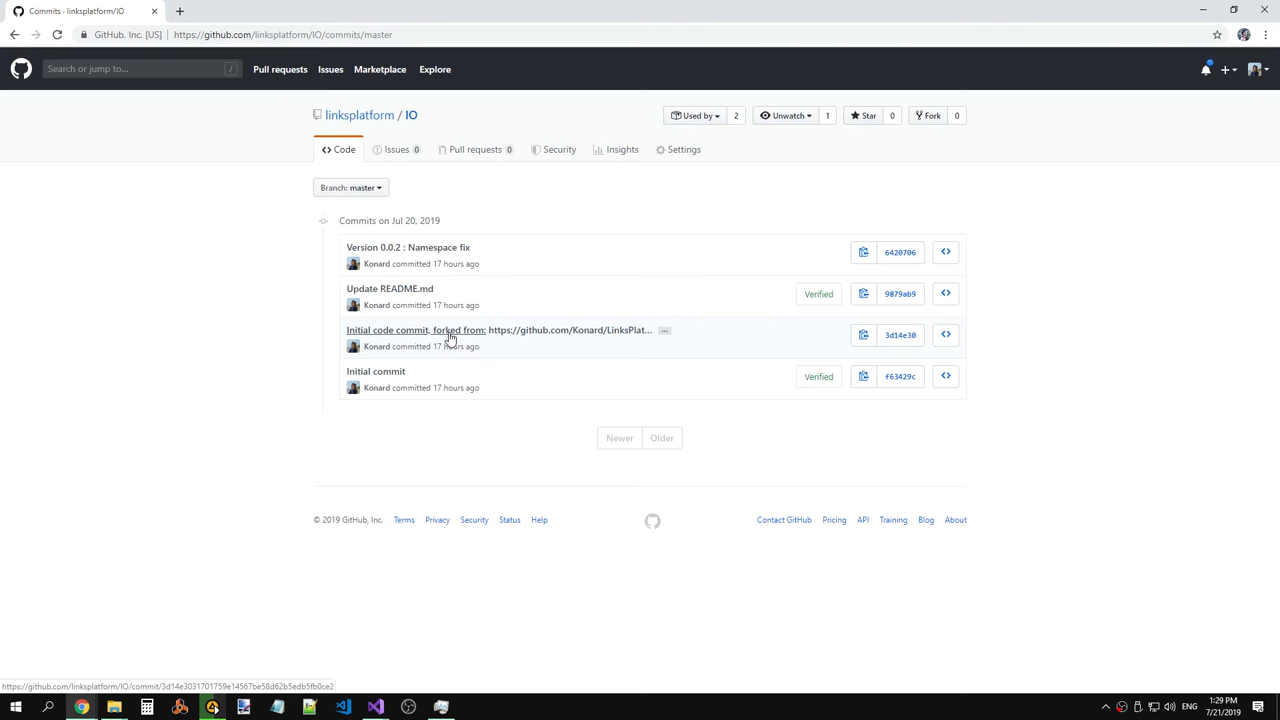 Commits · linksplatform/IO
GitHub, Inc. [US] https://github.com/linksplatform/IO/commits/master
Search or jump to... / Pull requests Issues Marketplace Explore
linksplatform / IO Used by 2 Unwatch 1 Star 0 Fork 0
Code Issues 0 Pull requests 0 Security Insights Settings
Branch: master
Commits on Jul 20, 2019
Version 0.0.2 : Namespace fix
Konard committed 17 hours ago
6420706
Update README.md
Konard committed 17 hours ago
Verified 9879ab9
Initial code commit, forked from: https://github.com/Konard/LinksPlat... ...
Konard committed 17 hours ago
3d14e30
Initial commit
Konard committed 17 hours ago
Verified f63429c
Newer Older
© 2019 GitHub, Inc. Terms Privacy Security Status Help Contact GitHub Pricing API Training Blog About
https://github.com/linksplatform/IO/commit/3d14e3031701759e14567be58d62b5edb5fb0ce2
ENG 1:29 PM
7/21/2019